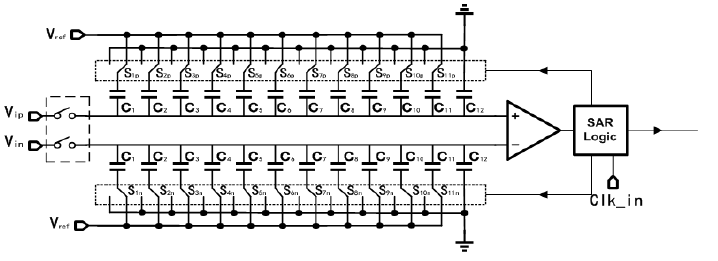 Vref
S1p S2p S3p S4p S5p S6p S7p S8p S9p S10p S11p
C1 C2 C3 C4 C5 C6 C7 C8 C9 C10 C11 C12
Vip
+
SAR
Logic
Vin
−
C1 C2 C3 C4 C5 C6 C7 C8 C9 C10 C11 C12
S1n S2n S3n S4n S5n S6n S7n S8n S9n S10n S11n
Clk_in
Vref